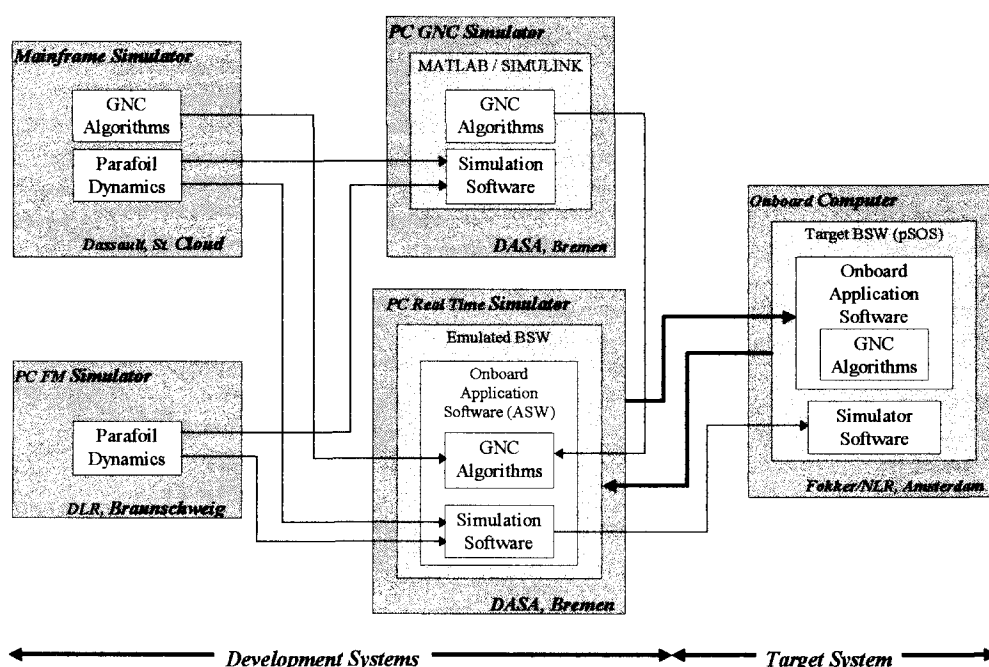 Mainframe Simulator
GNC
Algorithms
Parafoil
Dynamics
Dassault, St. Cloud
PC FM Simulator
Parafoil
Dynamics
DLR, Braunschweig
PC GNC Simulator
MATLAB / SIMULINK
GNC
Algorithms
Simulation
Software
DASA, Bremen
PC Real Time Simulator
Emulated BSW
Onboard
Application
Software (ASW)
GNC
Algorithms
Simulation
Software
DASA, Bremen
Onboard Computer
Target BSW (pSOS)
Onboard
Application
Software
GNC
Algorithms
Simulator
Software
Fokker/NLR, Amsterdam
Development Systems
Target System